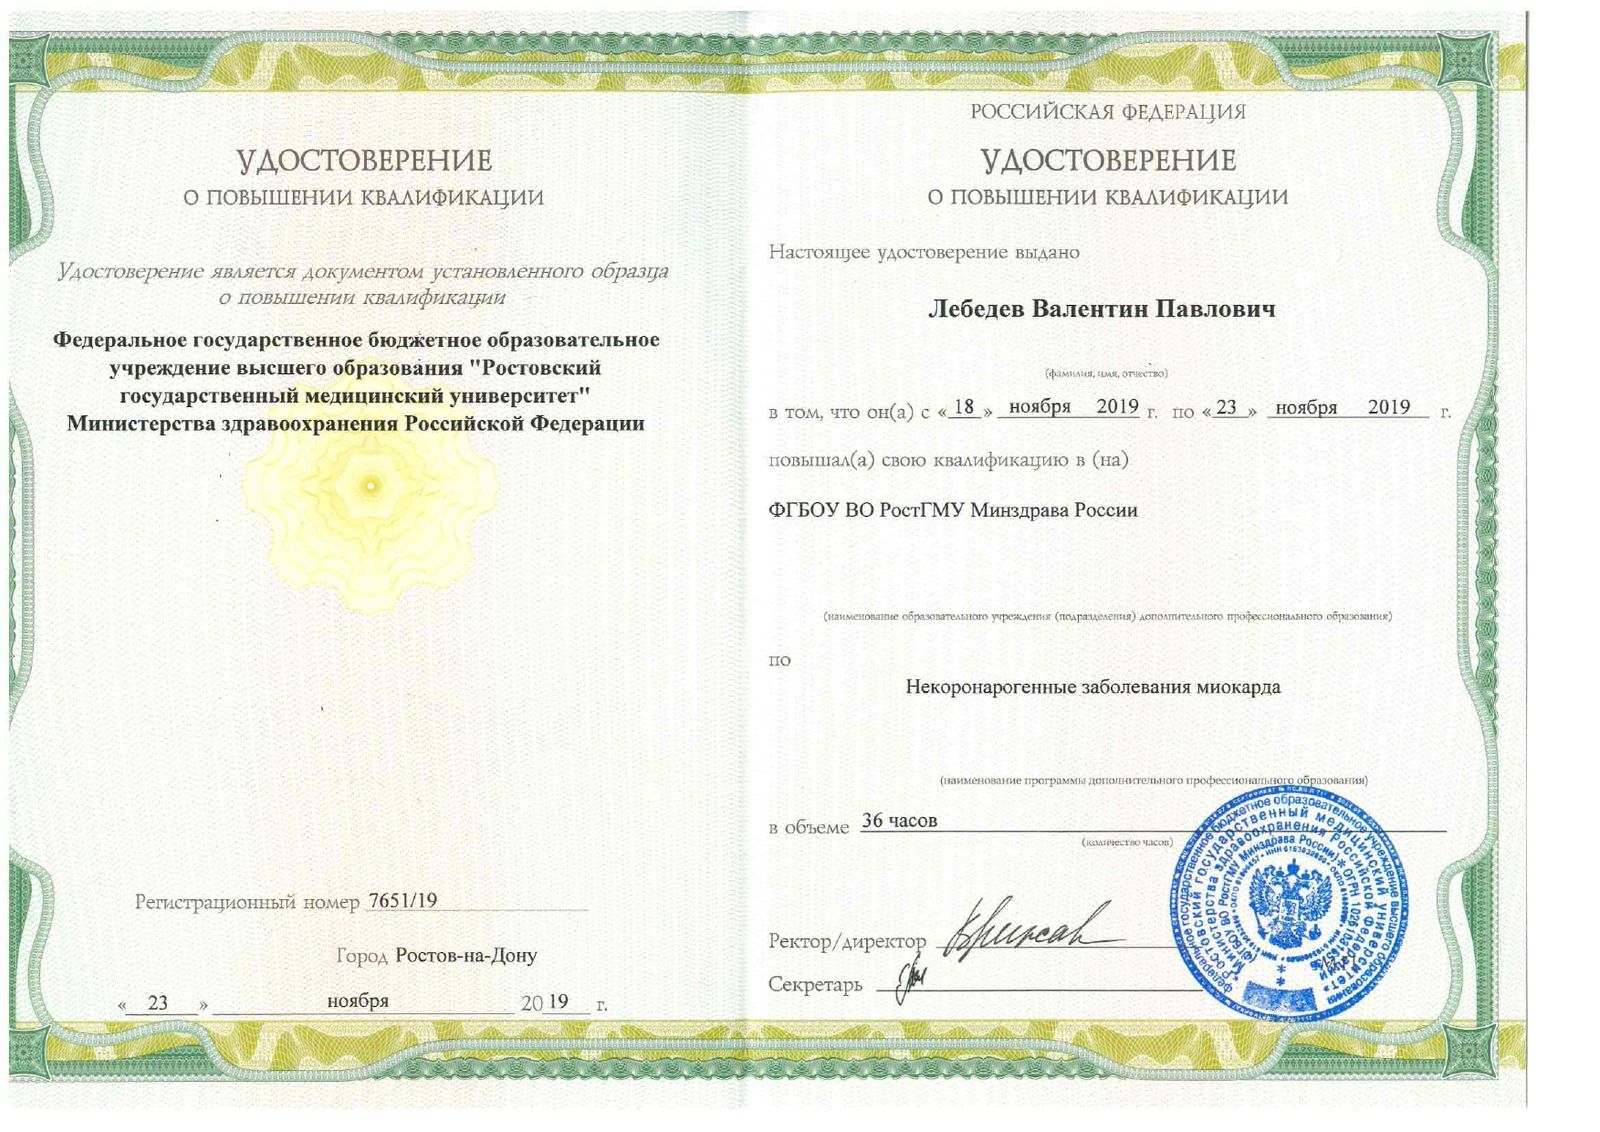 УДОСТОВЕРЕНИЕ
О ПОВЫШЕНИИ КВАЛИФИКАЦИИ
Удостоверение является документом установленного образца
о повышении квалификации
Федеральное государственное бюджетное образовательное
учреждение высшего образования "Ростовский
государственный медицинский университет"
Министерства здравоохранения Российской Федерации
Регистрационный номер 7651/19
Город Ростов-на-Дону
« 23 » ноября 2019 г.
РОССИЙСКАЯ ФЕДЕРАЦИЯ
УДОСТОВЕРЕНИЕ
О ПОВЫШЕНИИ КВАЛИФИКАЦИИ
Настоящее удостоверение выдано
Лебедев Валентин Павлович
(фамилия, имя, отчество)
в том, что он(а) с « 18 » ноября 2019 г. по « 23 » ноября 2019 г.
повышал(а) свою квалификацию в (на)
ФГБОУ ВО РостГМУ Минздрава России
(наименование образовательного учреждения (подразделения) дополнительного профессионального образования)
по
Некоронарогенные заболевания миокарда
(наименование программы дополнительного профессионального образования)
в объеме 36 часов
(количество часов)
Ректор/директор
Секретарь
федеральное государственное бюджетное образовательное учреждение высшего образования
"Ростовский государственный медицинский университет"
Министерства здравоохранения Российской Федерации
(ФГБОУ ВО РостГМУ Минздрава России)